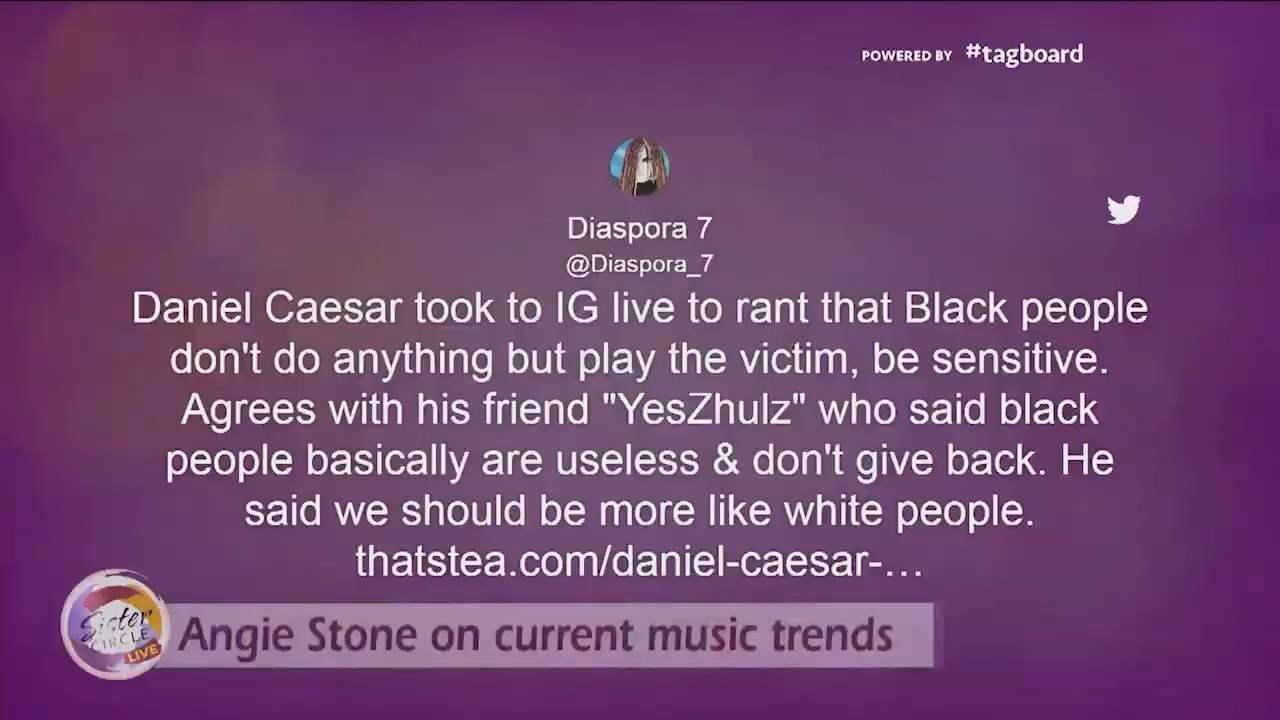 POWERED BY #tagboard
Diaspora 7
@Diaspora_7
Daniel Caesar took to IG live to rant that Black people
don't do anything but play the victim, be sensitive.
Agrees with his friend "YesZhulz" who said black
people basically are useless & don't give back. He
said we should be more like white people.
thatstea.com/daniel-caesar-…
Sister
CIRCLE
LIVE
Angie Stone on current music trends